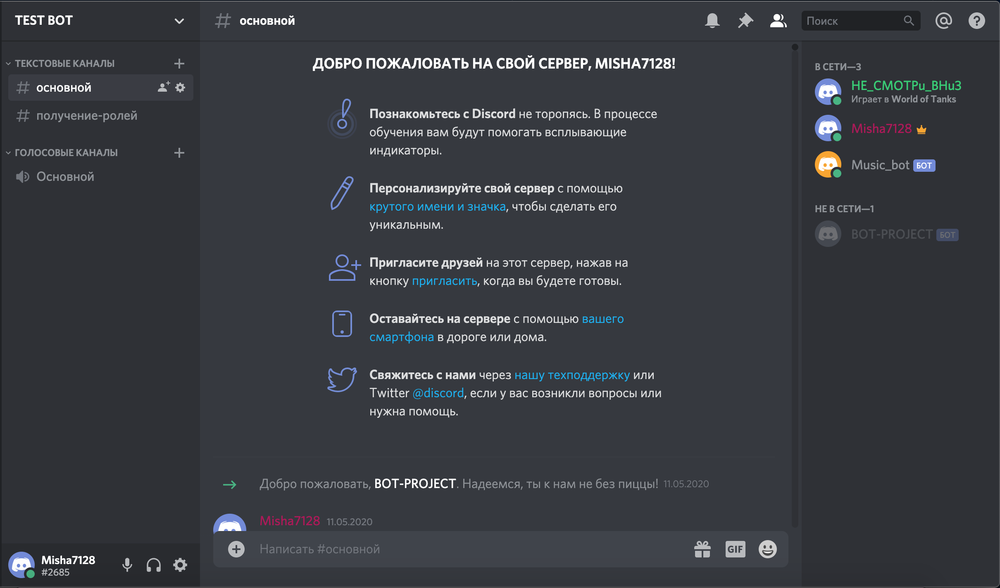 TEST BOT
ТЕКСТОВЫЕ КАНАЛЫ
основной
получение-ролей
ГОЛОСОВЫЕ КАНАЛЫ
Основной
Misha7128
#2685
основной
Поиск
ДОБРО ПОЖАЛОВАТЬ НА СВОЙ СЕРВЕР, MISHA7128!
Познакомьтесь с Discord не торопясь. В процессе
обучения вам будут помогать всплывающие
индикаторы.
Персонализируйте свой сервер с помощью
крутого имени и значка, чтобы сделать его
уникальным.
Пригласите друзей на этот сервер, нажав на
кнопку пригласить, когда вы будете готовы.
Оставайтесь на сервере с помощью вашего
смартфона в дороге или дома.
Свяжитесь с нами через нашу техподдержку или
Twitter @discord, если у вас возникли вопросы или
нужна помощь.
Добро пожаловать, BOT-PROJECT. Надеемся, ты к нам не без пиццы! 11.05.2020
Misha7128 11.05.2020
Написать #основной
GIF
В СЕТИ—3
HE_CMOTPu_BHu3
Играет в World of Tanks
Misha7128
Music_bot БОТ
НЕ В СЕТИ—1
BOT-PROJECT БОТ